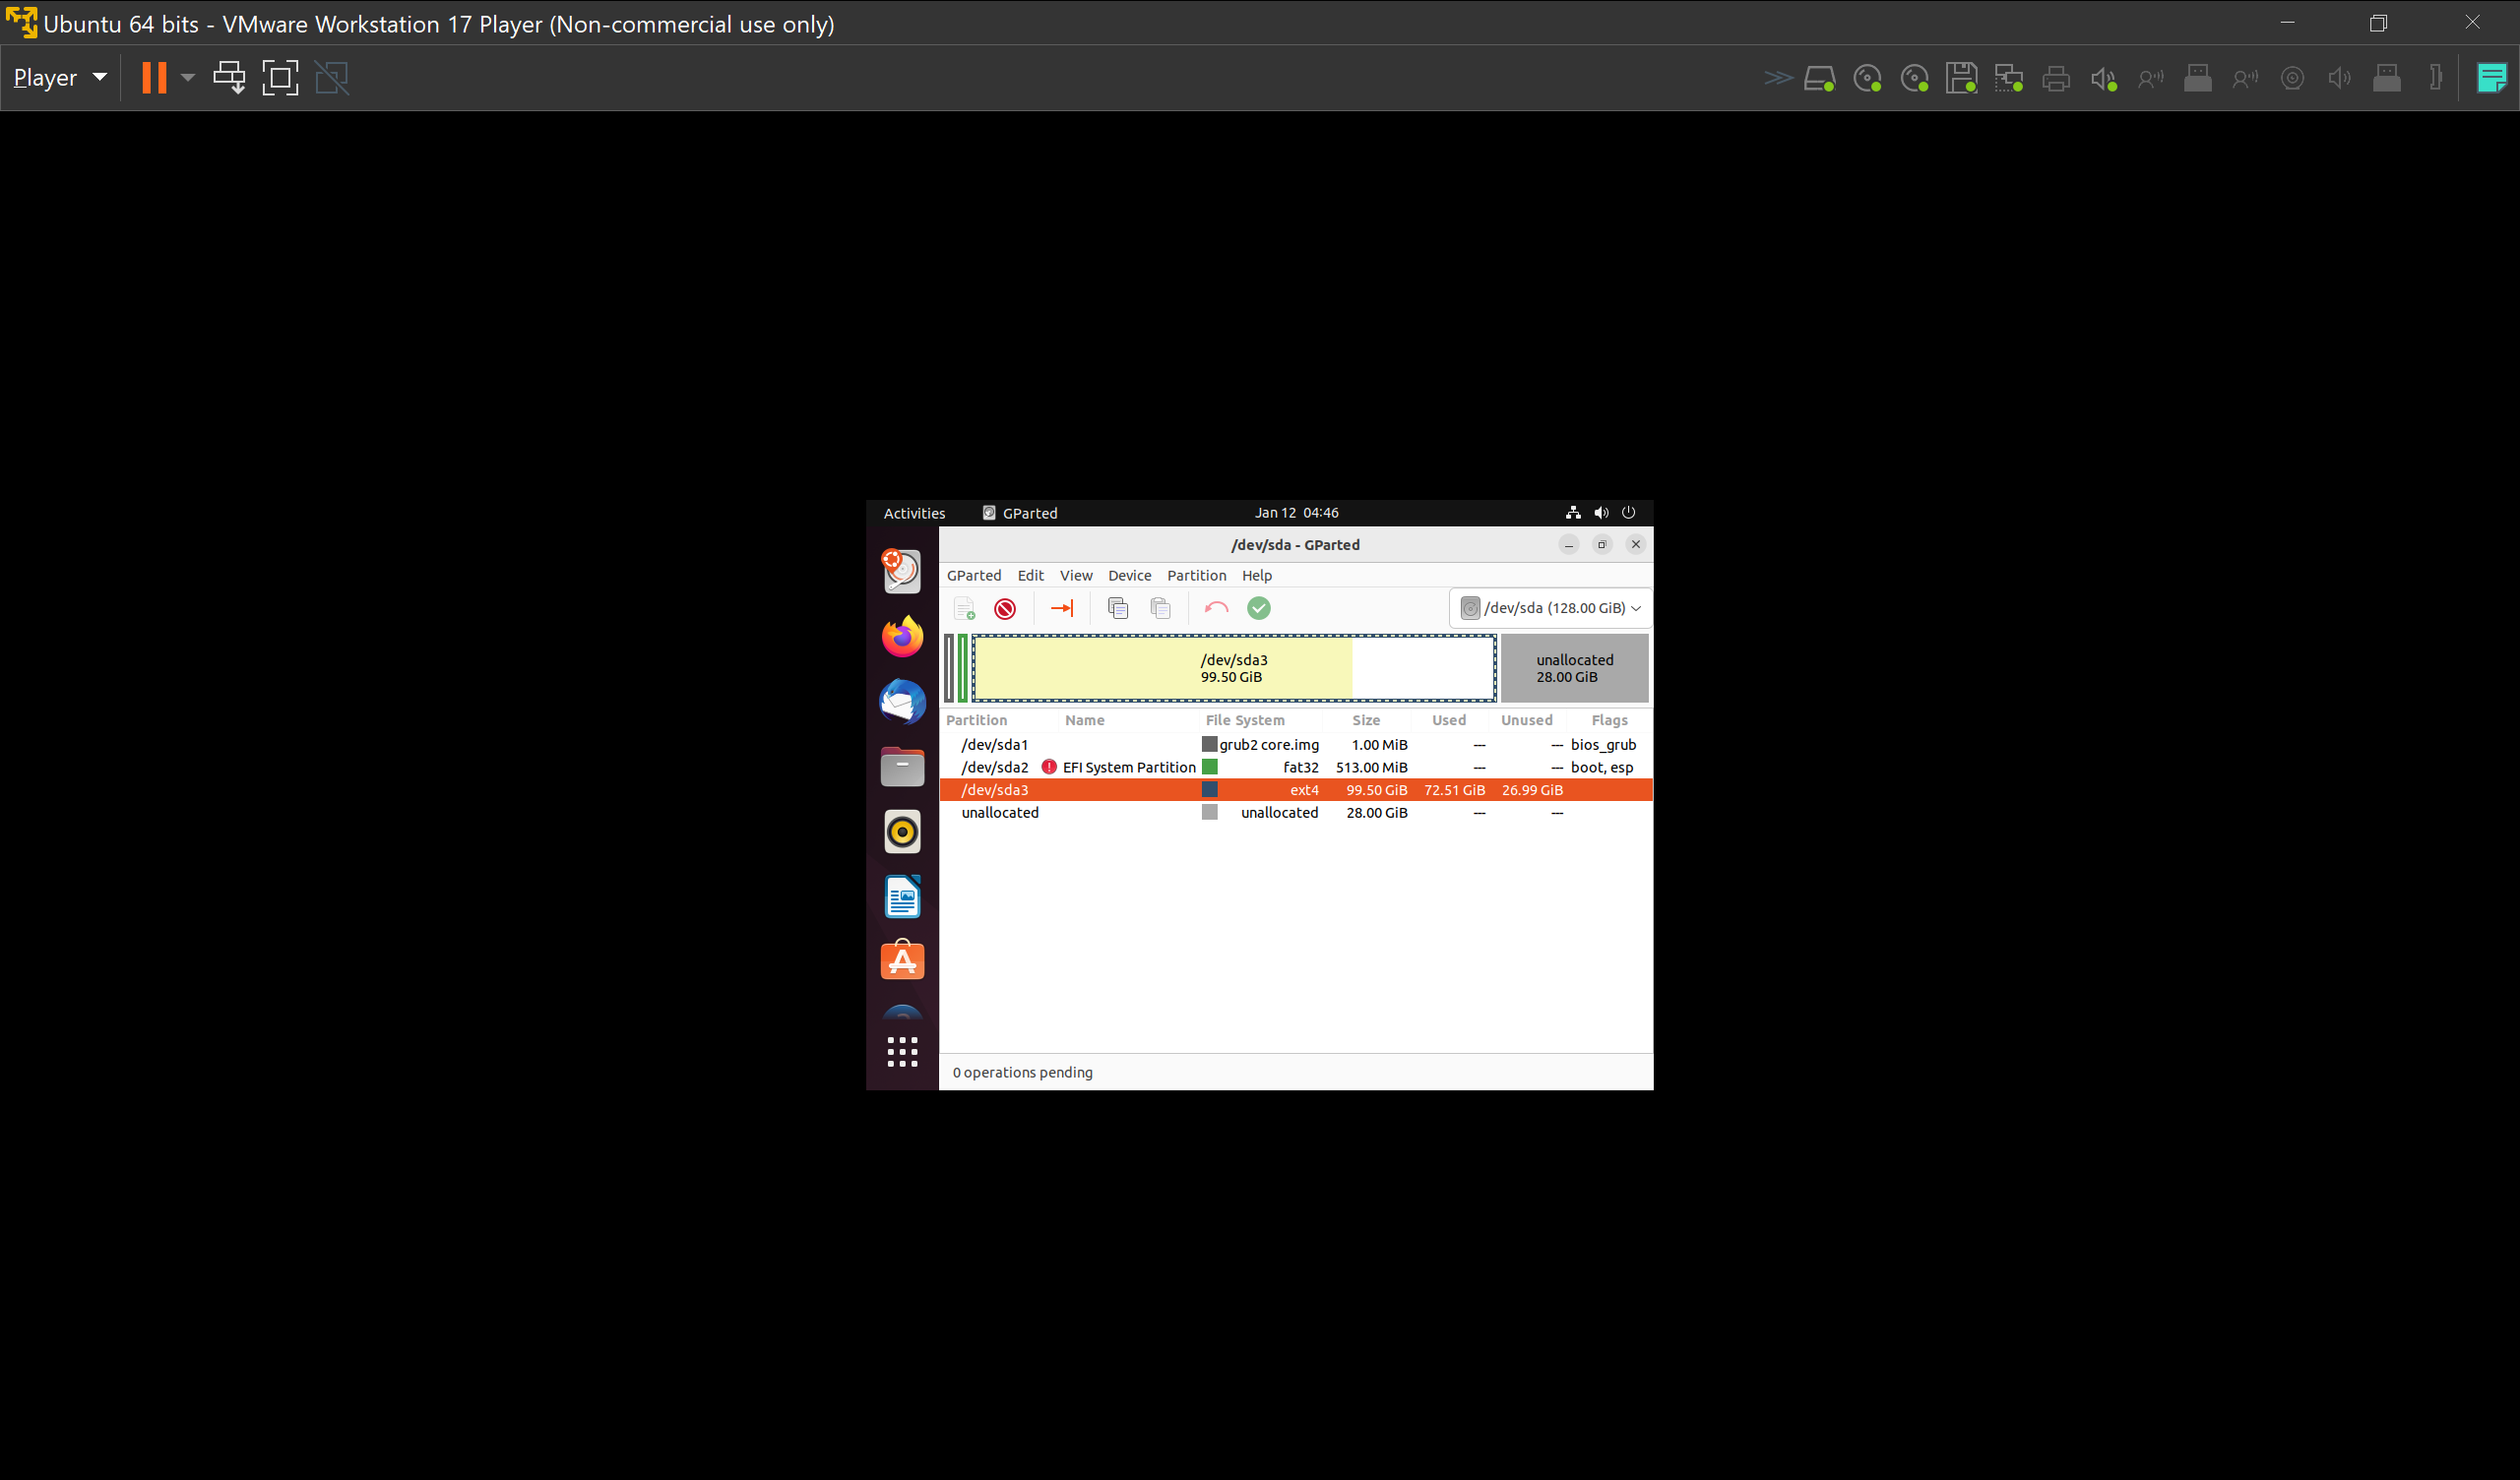 Ubuntu 64 bits - VMware Workstation 17 Player (Non-commercial use only)
Player
Activities GParted Jan 12 04:46
/dev/sda - GParted
GParted Edit View Device Partition Help
/dev/sda (128.00 GiB)
/dev/sda3
99.50 GiB
unallocated
28.00 GiB
Partition Name File System Size Used Unused Flags
/dev/sda1 grub2 core.img 1.00 MiB --- --- bios_grub
/dev/sda2 EFI System Partition fat32 513.00 MiB --- --- boot, esp
/dev/sda3 ext4 99.50 GiB 72.51 GiB 26.99 GiB
unallocated unallocated 28.00 GiB --- ---
0 operations pending